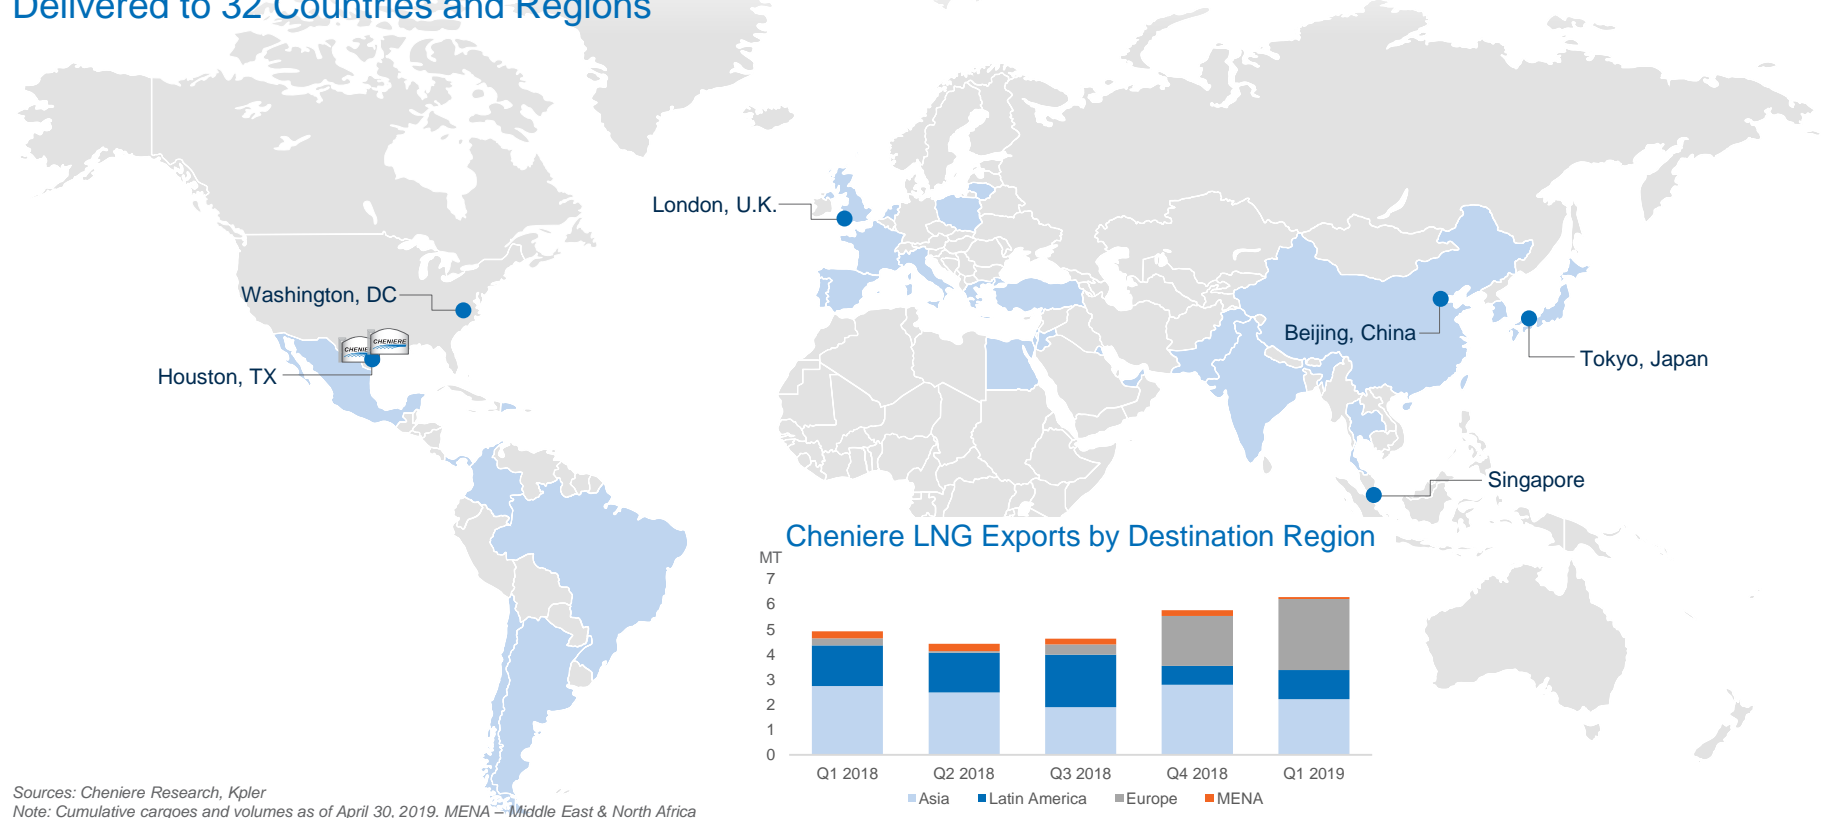 Delivered to 32 Countries and Regions
London, U.K.
Washington, DC
CHENIERE
Houston, TX
Beijing, China
Tokyo, Japan
Singapore
Cheniere LNG Exports by Destination Region
MT
7
6
5
4
3
2
1
0
Q1 2018 Q2 2018 Q3 2018 Q4 2018 Q1 2019
Asia Latin America Europe MENA
Sources: Cheniere Research, Kpler
Note: Cumulative cargoes and volumes as of April 30, 2019. MENA – Middle East & North Africa